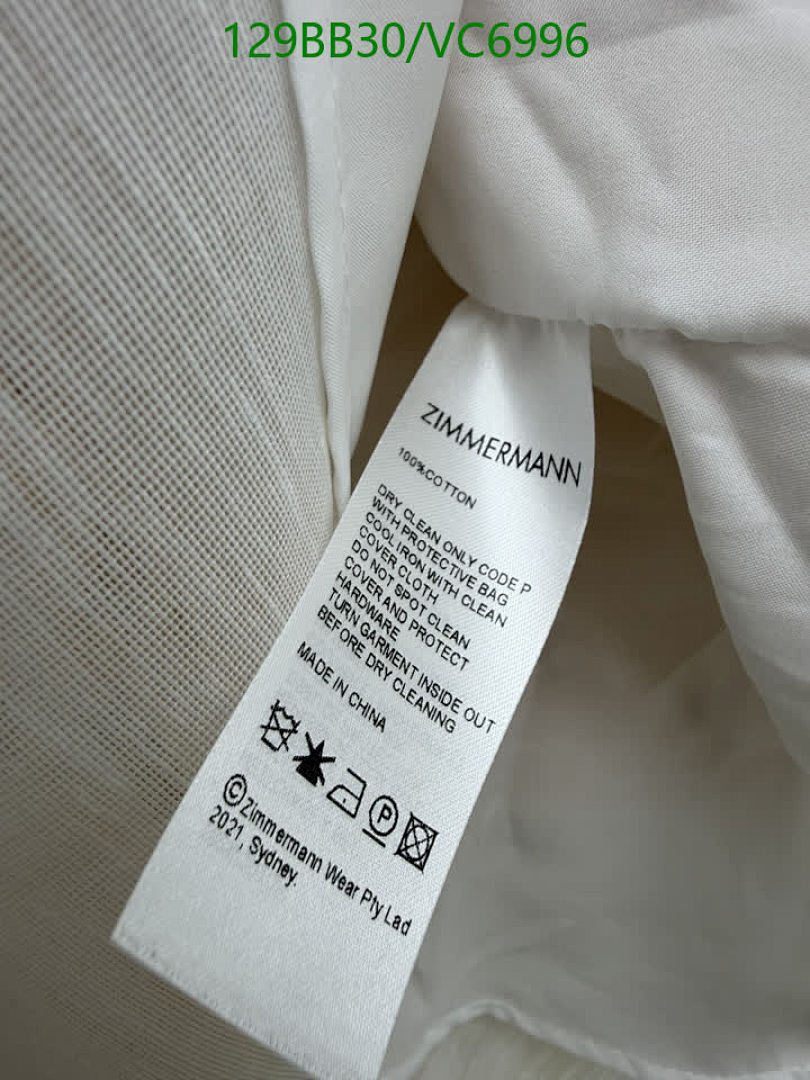 129BB30/VC6996
ZIMMERMANN
100%COTTON
DRY CLEAN ONLY CODE P
WITH PROTECTIVE BAG
COOL IRON WITH CLEAN
COVER CLOTH
DO NOT SPOT CLEAN
COVER AND PROTECT
HARDWARE
TURN GARMENT INSIDE OUT
BEFORE DRY CLEANING
MADE IN CHINA
P
©Zimmermann Wear Pty Lad
2021, Sydney.